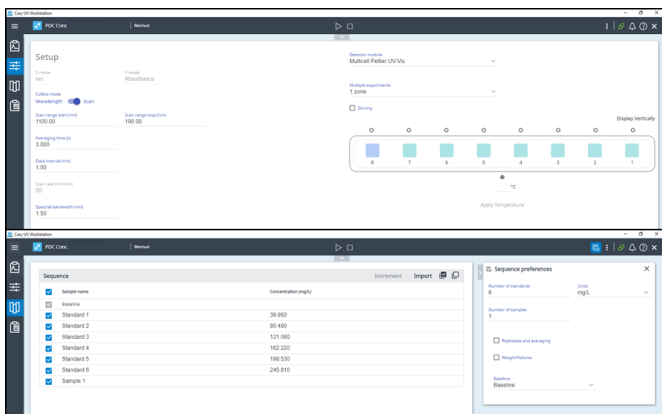 Cary UV Workstation
PDC Conc
Method
Setup
X mode
nm
Y mode
Absorbance
Collect mode
Wavelength Scan
Scan range start (nm)
1100.00
Scan range stop (nm)
190.00
Averaging time (s)
3.000
Data interval (nm)
1.00
Scan rate (nm/min)
20
Spectral bandwidth (nm)
1.50
Detector module
Multicell Peltier UV-Vis
Multiple experiments
1 zone
Stirring
Display Vertically
8 7 6 5 4 3 2 1
°C
Apply Temperature
Cary UV Workstation
PDC Conc
Method
Sequence
Increment Import
Sample name Concentration (mg/L)
Baseline
Standard 1 39.950
Standard 2 80.490
Standard 3 121.060
Standard 4 162.220
Standard 5 198.530
Standard 6 245.810
Sample 1
Sequence preferences
Number of standards
6
Units
mg/L
Number of samples
1
Replicates and averaging
Weight/Volume
Baseline
Baseline